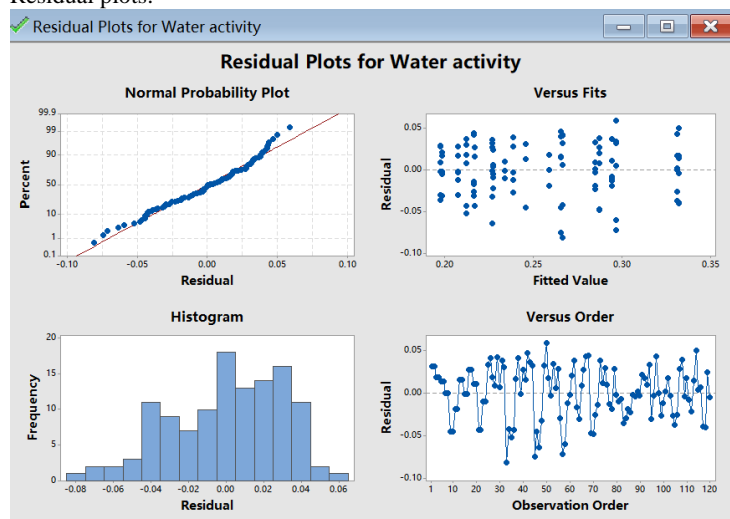 Residual plots:
Residual Plots for Water activity
Residual Plots for Water activity
Normal Probability Plot
99.9
99
90
50
10
1
0.1
Percent
-0.10 -0.05 0.00 0.05 0.10
Residual
Versus Fits
0.05
0.00
-0.05
-0.10
Residual
0.20 0.25 0.30 0.35
Fitted Value
Histogram
20
15
10
5
0
Frequency
-0.08 -0.06 -0.04 -0.02 0.00 0.02 0.04 0.06
Residual
Versus Order
0.05
0.00
-0.05
-0.10
Residual
1 10 20 30 40 50 60 70 80 90 100 110 120
Observation Order